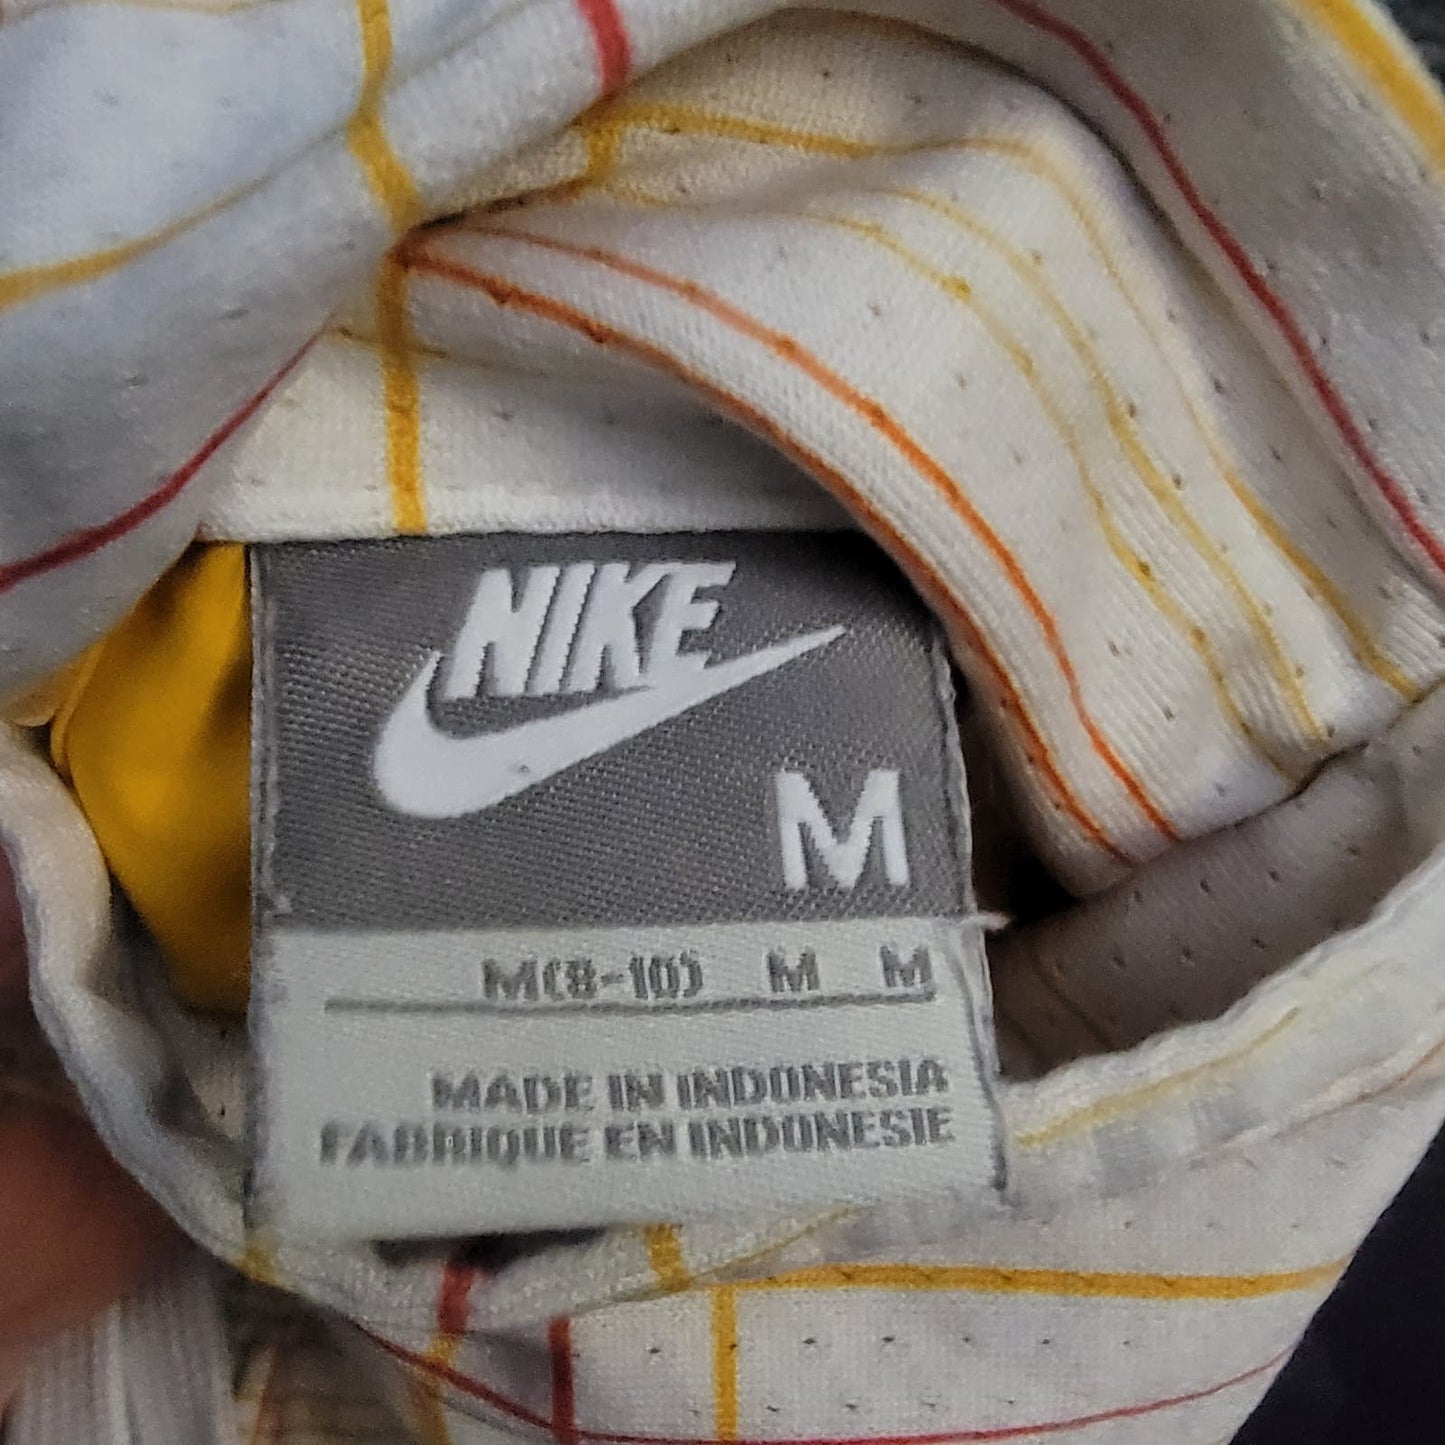 NIKE
M
M(8-10) M M
MADE IN INDONESIA
FABRIQUE EN INDONESIE